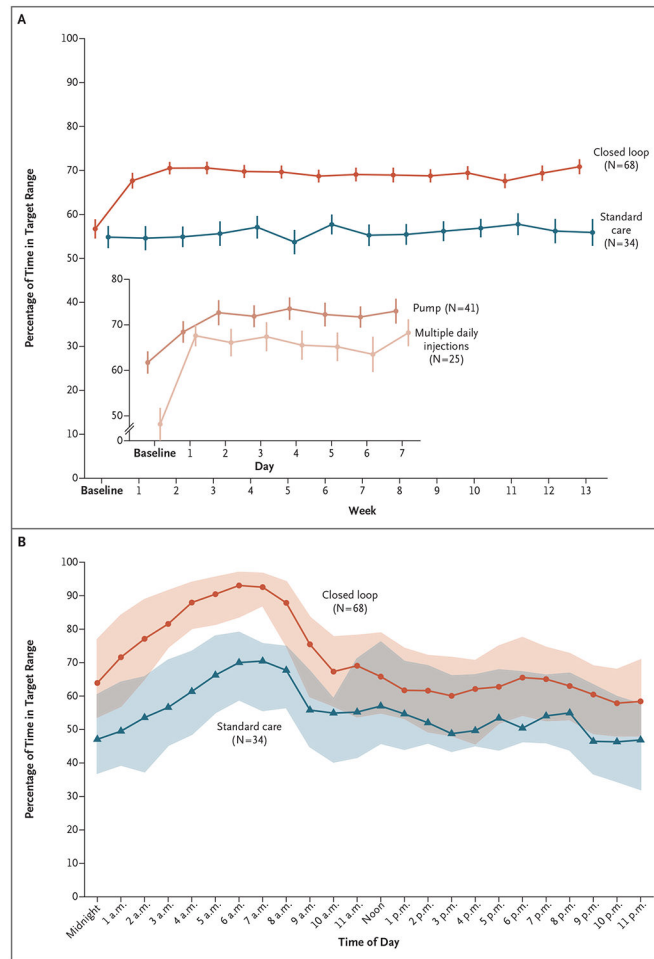 A
100
90
80
70
60
50
40
30
20
10
0
Percentage of Time in Target Range
Closed loop
(N=68)
Standard
care
(N=34)
80
70
60
50
0
Pump (N=41)
Multiple daily
injections
(N=25)
Baseline 1 2 3 4 5 6 7
Day
Baseline 1 2 3 4 5 6 7 8 9 10 11 12 13
Week
B
100
90
80
70
60
50
40
30
20
10
0
Percentage of Time in Target Range
Closed loop
(N=68)
Standard care
(N=34)
Midnight 1 a.m. 2 a.m. 3 a.m. 4 a.m. 5 a.m. 6 a.m. 7 a.m. 8 a.m. 9 a.m. 10 a.m. 11 a.m. Noon 1 p.m. 2 p.m. 3 p.m. 4 p.m. 5 p.m. 6 p.m. 7 p.m. 8 p.m. 9 p.m. 10 p.m. 11 p.m.
Time of Day